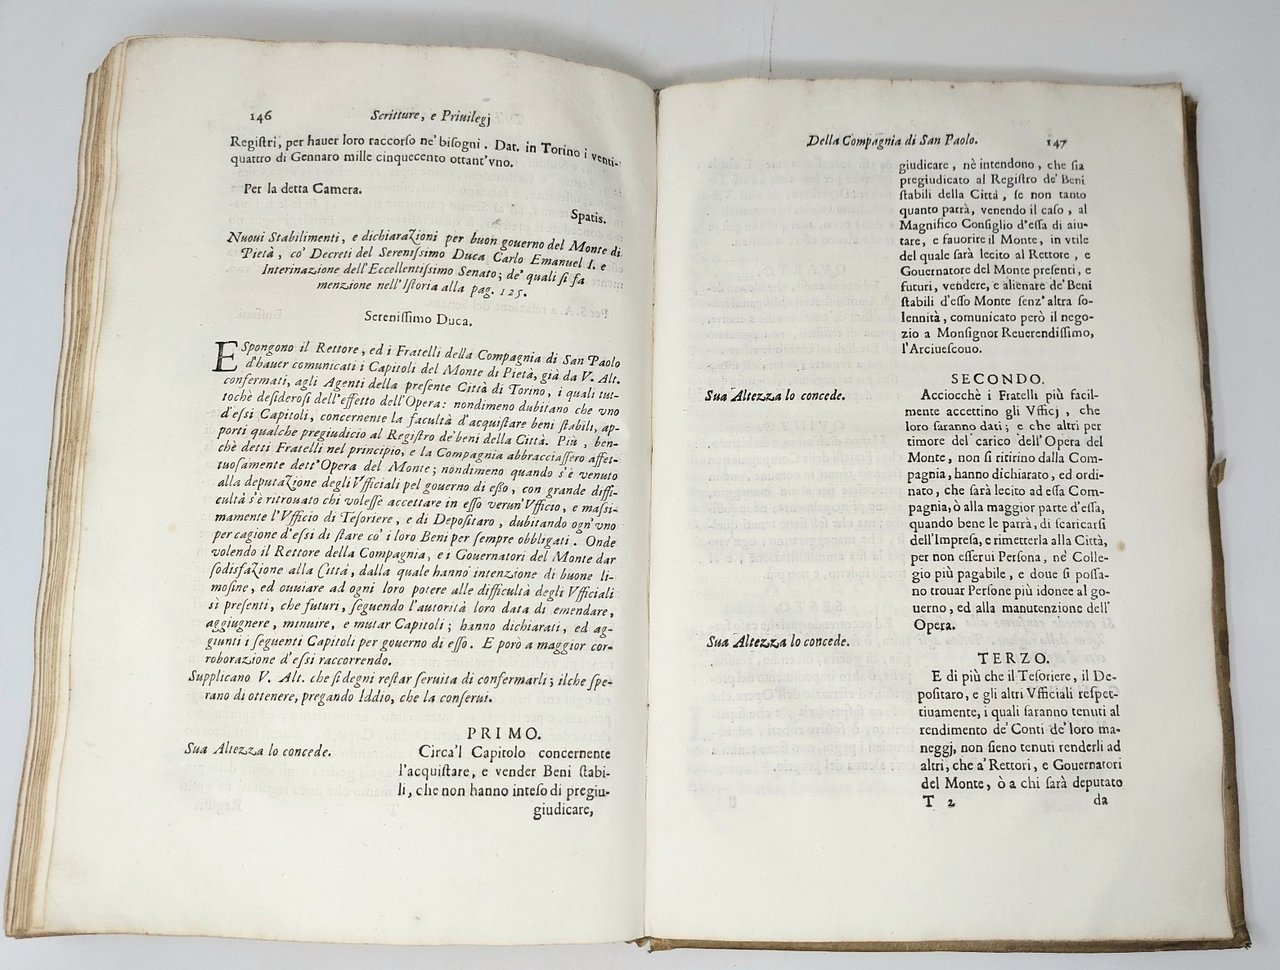 146 Scritture, e Priuilegj
Registri, per hauer loro raccorso ne' bisogni. Dat. in Torino i venti-
quattro di Gennaro mille cinquecento ottant'vno.
Per la detta Camera.
Spatis.
Nuoui Stabilimenti, e dichiarazioni per buon gouerno del Monte di
Pietà, co' Decreti del Serenissimo Duca Carlo Emanuel I. e
Interinazione dell'Eccellentissimo Senato; de' quali si fa
menzione nell'Istoria alla pag. 125.
Serenissimo Duca.
ESpongono il Rettore, ed i Fratelli della Compagnia di San Paolo
d'hauer comunicati i Capitoli del Monte di Pietà, già da V. Alt.
confermati, agli Agenti della presente Città di Torino, i quali tut-
tochè desiderosi dell'effetto dell'Opera: nondimeno dubitano che vno
d'essi Capitoli, concernente la facultà d'acquistare beni stabili, ap-
porti qualche pregiudicio al Registro de' beni della Città. Più, ben-
chè detti Fratelli nel principio, e la Compagnia abbracciassero affet-
tuosamente dett'Opera del Monte; nondimeno quando s'è venuto
alla deputazione degli Vfficiali pel gouerno di esso, con grande diffi-
cultà s'è ritrouato chi volesse accettare in esso verun'Vfficio, e massi-
mamente l'Vfficio di Tesoriere, e di Depositaro, dubitando ogn'vno
per cagione d'essi di stare co' i loro Beni per sempre obbligati. Onde
volendo il Rettore della Compagnia, e i Gouernatori del Monte dar
sodisfazione alla Città, dalla quale hanno intenzione di buone li-
mosine, ed ouuiare ad ogni loro potere alle difficultà degli Vfficiali
sì presenti, che futuri, seguendo l'autorità loro data di emendare,
aggiugnere, minuire, e mutar Capitoli; hanno dichiarati, ed ag-
giunti i seguenti Capitoli per gouerno di esso. E però a maggior cor-
roborazione d'essi raccorrendo.
Supplicano V. Alt. che si degni restar seruita di confermarli; ilche spe-
rano di ottenere, pregando Iddio, che la conserui.
PRIMO.
Sua Altezza lo concede. Circa'l Capitolo concernente
l'acquistare, e vender Beni stabi-
li, che non hanno inteso di pregiu-
giudicare,
Della Compagnia di San Paolo. 147
giudicare, nè intendono, che sia
pregiudicato al Registro de' Beni
stabili della Città, se non tanto
quanto parrà, venendo il caso, al
Magnifico Consiglio d'essa di aiu-
tare, e fauorire il Monte, in vtile
del quale sarà lecito al Rettore, e
Gouernatore del Monte presenti, e
futuri, vendere, e alienare de' Beni
stabili d'esso Monte senz'altra so-
lennità, comunicato però il nego-
zio a Monsignor Reuerendissimo,
l'Arciuescouo.
SECONDO.
Sua Altezza lo concede. Acciocchè i Fratelli più facil-
mente accettino gli Vfficj, che
loro saranno dati; e che altri per
timore del carico dell'Opera del
Monte, non si ritirino dalla Com-
pagnia, hanno dichiarato, ed ordi-
nato, che sarà lecito ad essa Com-
pagnia, ò alla maggior parte d'essa,
quando bene le parrà, di scaricarsi
dell'Impresa, e rimetterla alla Città,
per non esserui Persona, ne' Colle-
gio più pagabile, e doue si possa-
no trouar Persone più idonee al go-
uerno, ed alla manutenzione dell'
Opera.
Sua Altezza lo concede.
TERZO.
E di più che il Tesoriere, il De-
positaro, e gli altri Vfficiali respet-
tiuamente, i quali saranno tenuti al
rendimento de' Conti de' loro ma-
neggj, non sieno tenuti renderli ad
altri, che a' Rettori, e Gouernatori
del Monte, ò a chi sarà deputato
T 2 da